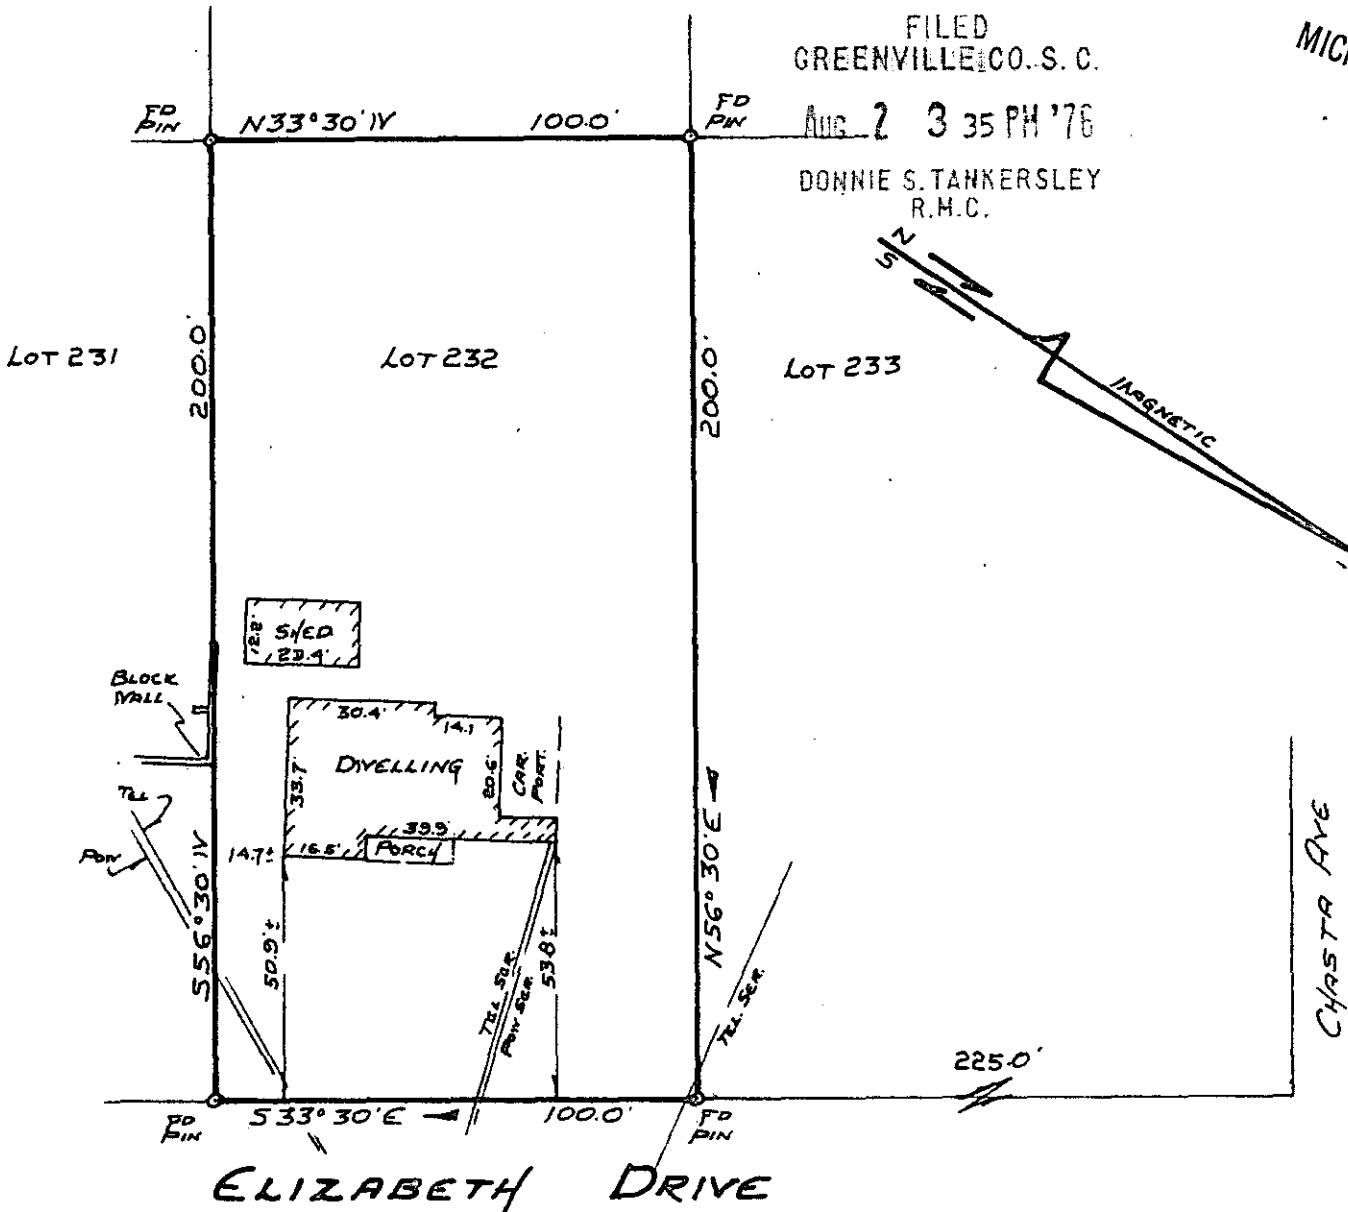 FILED
GREENVILLE CO. S. C.
AUG 2 3 35 PM '76
DONNIE S. TANKERSLEY
R.M.C.
FD
PIN
N33°30'W
100.0'
FD
PIN
N
S
MAGNETIC
LOT 231
200.0'
LOT 232
200.0'
LOT 233
SHED
12.2'
BLOCK
WALL
30.4'
14.1
DWELLING
33.7
20.6'
CAR.
PORT.
39.9
16.5'
PORCH
14.7±
TEL
POW
S56°30'W
50.9'±
TEL SER.
POW SER.
53.8±
N56°30'E
TEL. SER.
CHASTA AVE
225.0'
FD
PIN
S33°30'E
100.0'
FD
PIN
ELIZABETH DRIVE